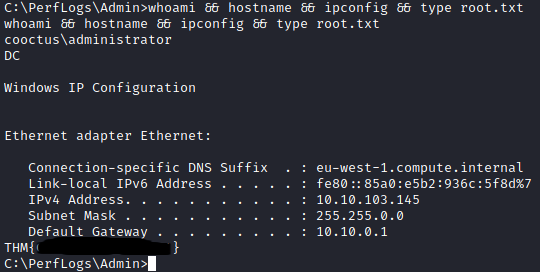 C:\PerfLogs\Admin>whoami && hostname && ipconfig && type root.txt
whoami && hostname && ipconfig && type root.txt
cooctus\administrator
DC
Windows IP Configuration
Ethernet adapter Ethernet:
Connection-specific DNS Suffix  . : eu-west-1.compute.internal
Link-local IPv6 Address . . . . . : fe80::85a0:e5b2:936c:5f8d%7
IPv4 Address. . . . . . . . . . . : 10.10.103.145
Subnet Mask . . . . . . . . . . . : 255.255.0.0
Default Gateway . . . . . . . . . : 10.10.0.1
THM{ }
C:\PerfLogs\Admin>